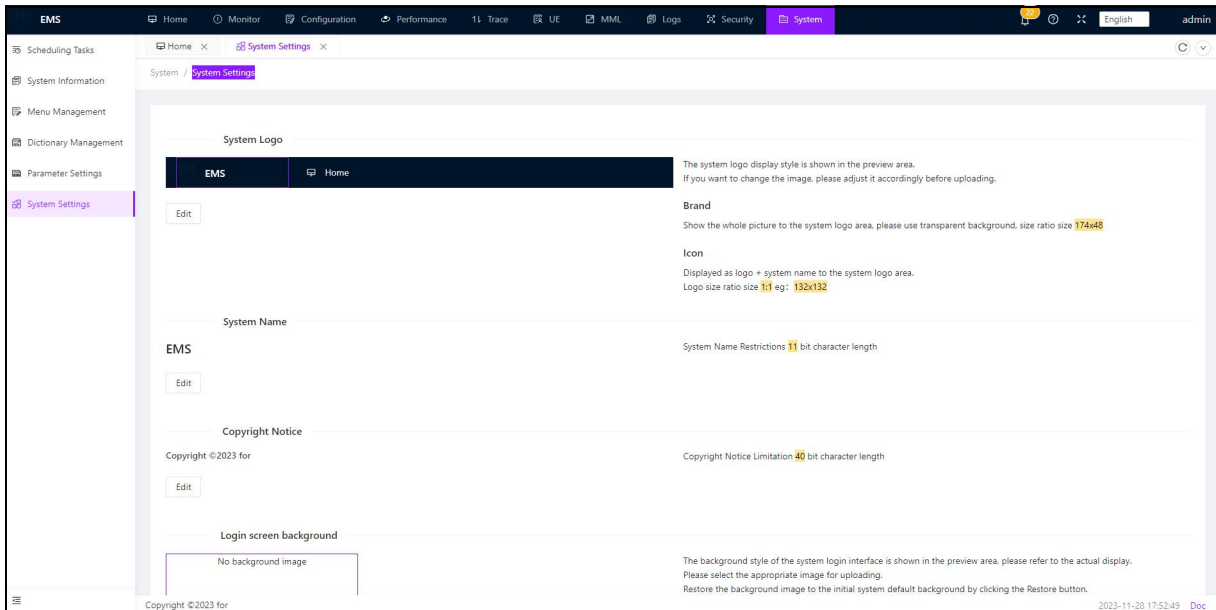 EMS
Home
Monitor
Configuration
Performance
Trace
UE
MML
Logs
Security
System
22
English
admin
Scheduling Tasks
System Information
Menu Management
Dictionary Management
Parameter Settings
System Settings
Home
System Settings
System / System Settings
System Logo
EMS
Home
Edit
The system logo display style is shown in the preview area.
If you want to change the image, please adjust it accordingly before uploading.
Brand
Show the whole picture to the system logo area, please use transparent background, size ratio size 174x48
Icon
Displayed as logo + system name to the system logo area.
Logo size ratio size 1:1 eg: 132x132
System Name
EMS
Edit
System Name Restrictions 11 bit character length
Copyright Notice
Copyright ©2023 for
Edit
Copyright Notice Limitation 40 bit character length
Login screen background
No background image
The background style of the system login interface is shown in the preview area, please refer to the actual display.
Please select the appropriate image for uploading.
Restore the background image to the initial system default background by clicking the Restore button.
Copyright ©2023 for
2023-11-28 17:52:49 Doc